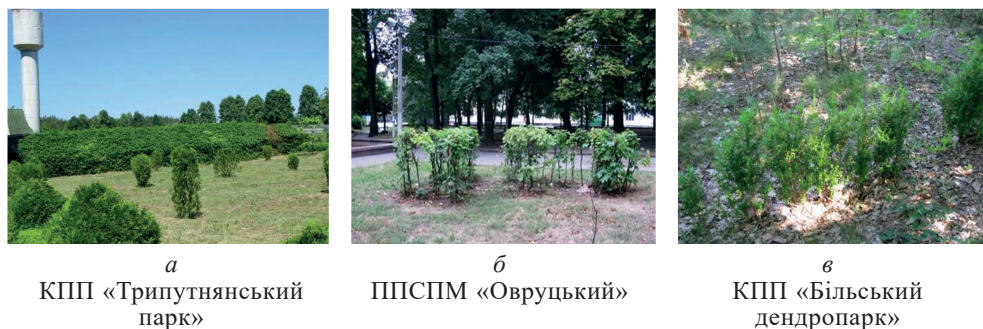 а
КПП «Трипутнянський
парк»
б
ППСПМ «Овруцький»
в
КПП «Більський
дендропарк»